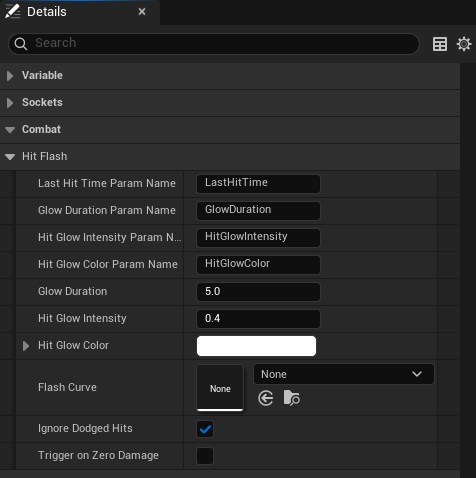 Details
Search
Variable
Sockets
Combat
Hit Flash
Last Hit Time Param Name LastHitTime
Glow Duration Param Name GlowDuration
Hit Glow Intensity Param N... HitGlowIntensity
Hit Glow Color Param Name HitGlowColor
Glow Duration 5.0
Hit Glow Intensity 0.4
Hit Glow Color
Flash Curve None None
Ignore Dodged Hits
Trigger on Zero Damage